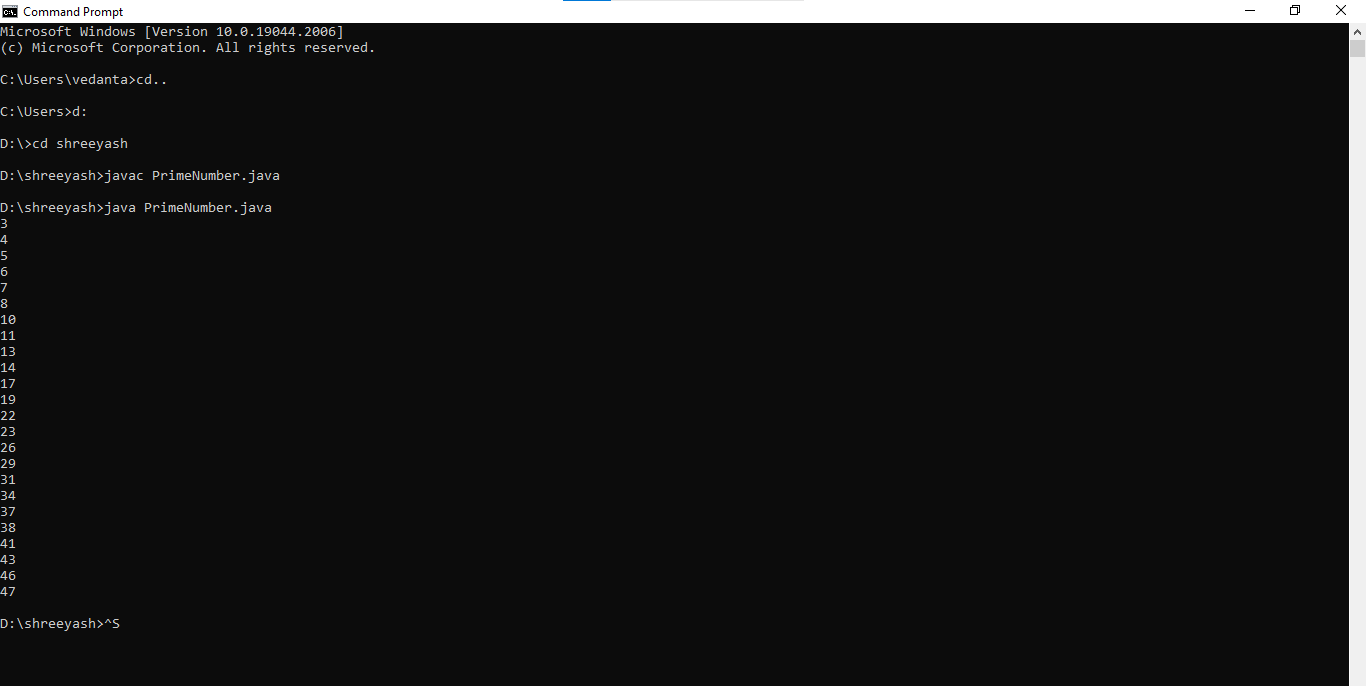 Command Prompt
Microsoft Windows [Version 10.0.19044.2006]
(c) Microsoft Corporation. All rights reserved.
C:\Users\vedanta>cd..
C:\Users>d:
D:\>cd shreeyash
D:\shreeyash>javac PrimeNumber.java
D:\shreeyash>java PrimeNumber.java
3
4
5
6
7
8
10
11
13
14
17
19
22
23
26
29
31
34
37
38
41
43
46
47
D:\shreeyash>^S